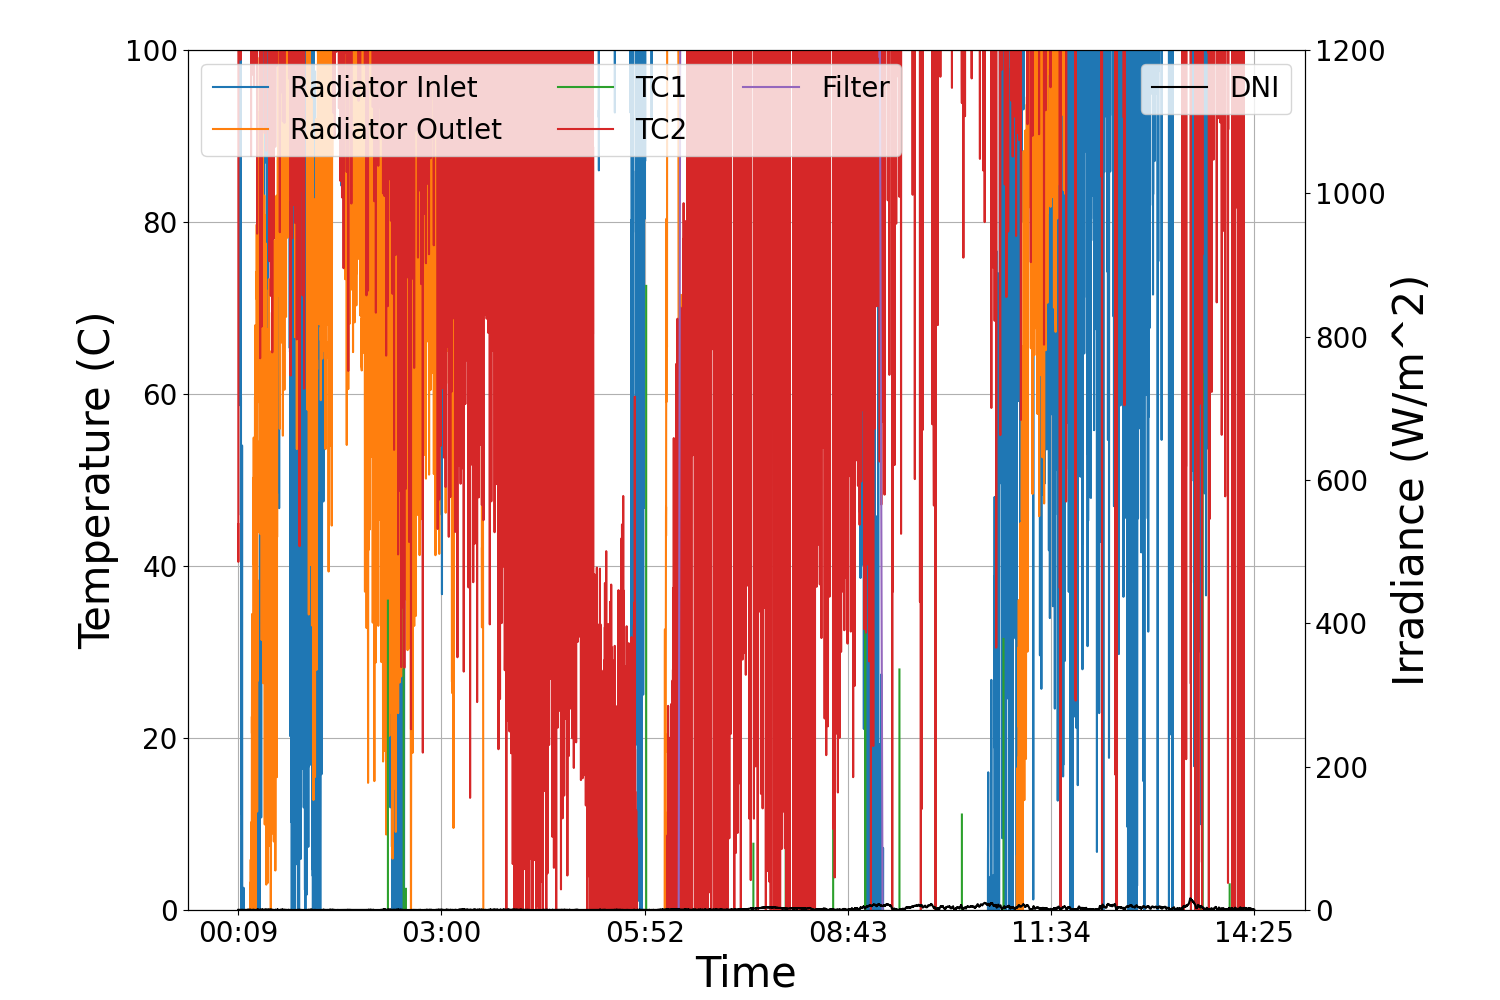 100
80
60
40
20
0
Temperature (C)
Radiator Inlet
Radiator Outlet
TC1
TC2
Filter
DNI
1200
1000
800
600
400
200
0
Irradiance (W/m^2)
00:09 03:00 05:52 08:43 11:34 14:25
Time